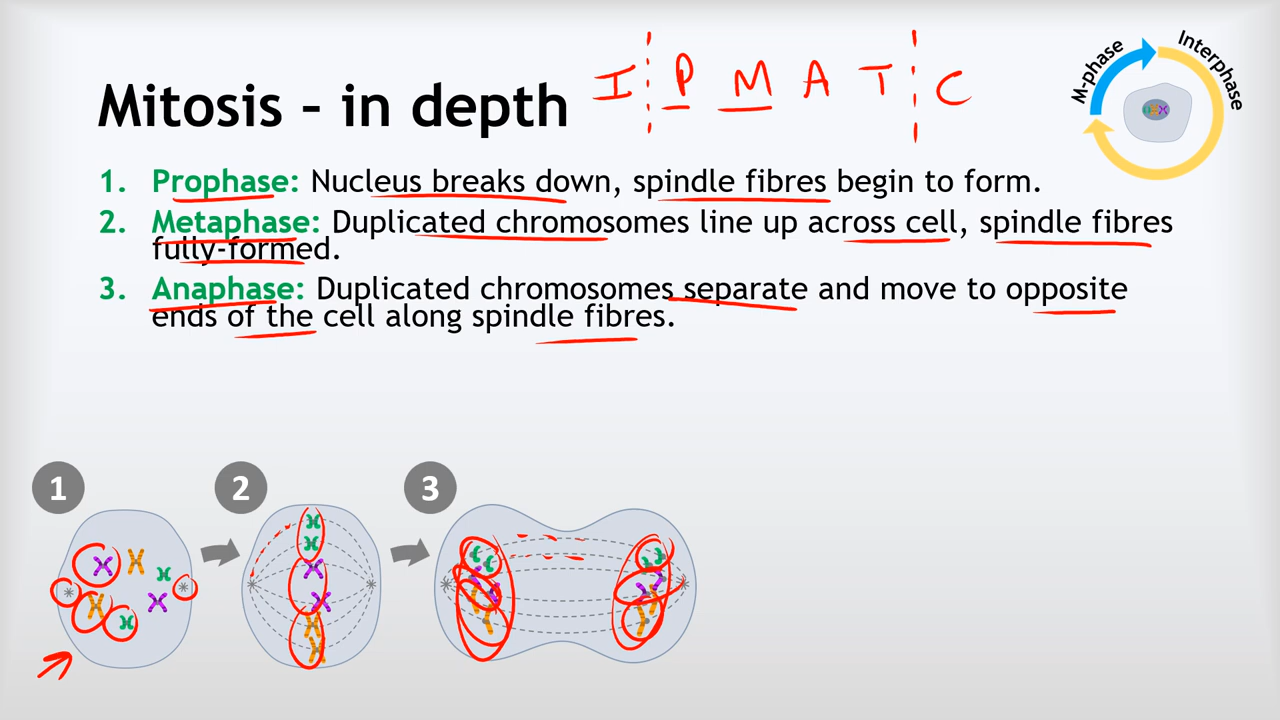 Mitosis – in depth
I P M A T C
M-phase
Interphase
1. Prophase: Nucleus breaks down, spindle fibres begin to form.
2. Metaphase: Duplicated chromosomes line up across cell, spindle fibres
fully-formed.
3. Anaphase: Duplicated chromosomes separate and move to opposite
ends of the cell along spindle fibres.
1
2
3